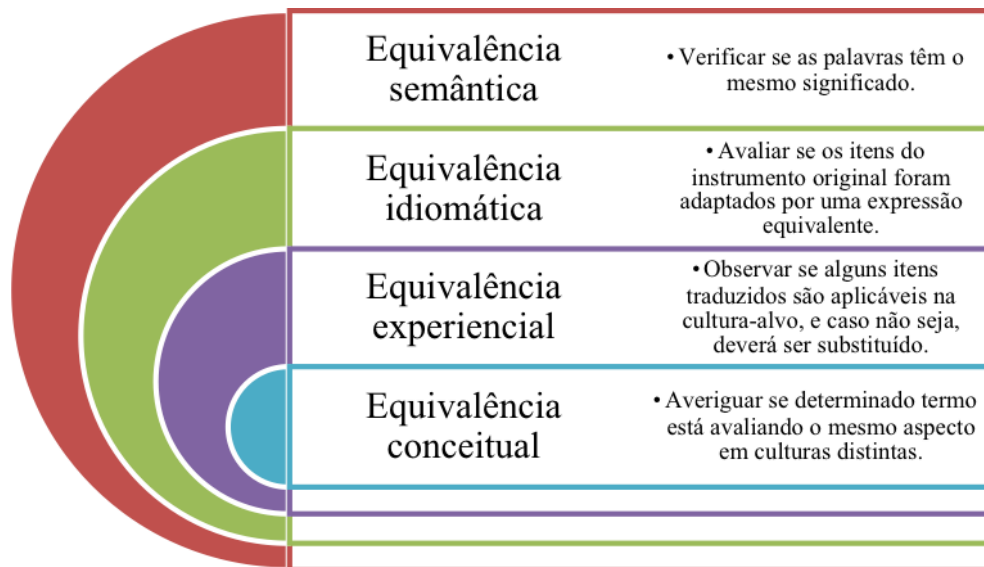 Equivalência
semântica
• Verificar se as palavras têm o
mesmo significado.
Equivalência
idiomática
• Avaliar se os itens do
instrumento original foram
adaptados por uma expressão
equivalente.
Equivalência
experiencial
• Observar se alguns itens
traduzidos são aplicáveis na
cultura-alvo, e caso não seja,
deverá ser substituído.
Equivalência
conceitual
• Averiguar se determinado termo
está avaliando o mesmo aspecto
em culturas distintas.